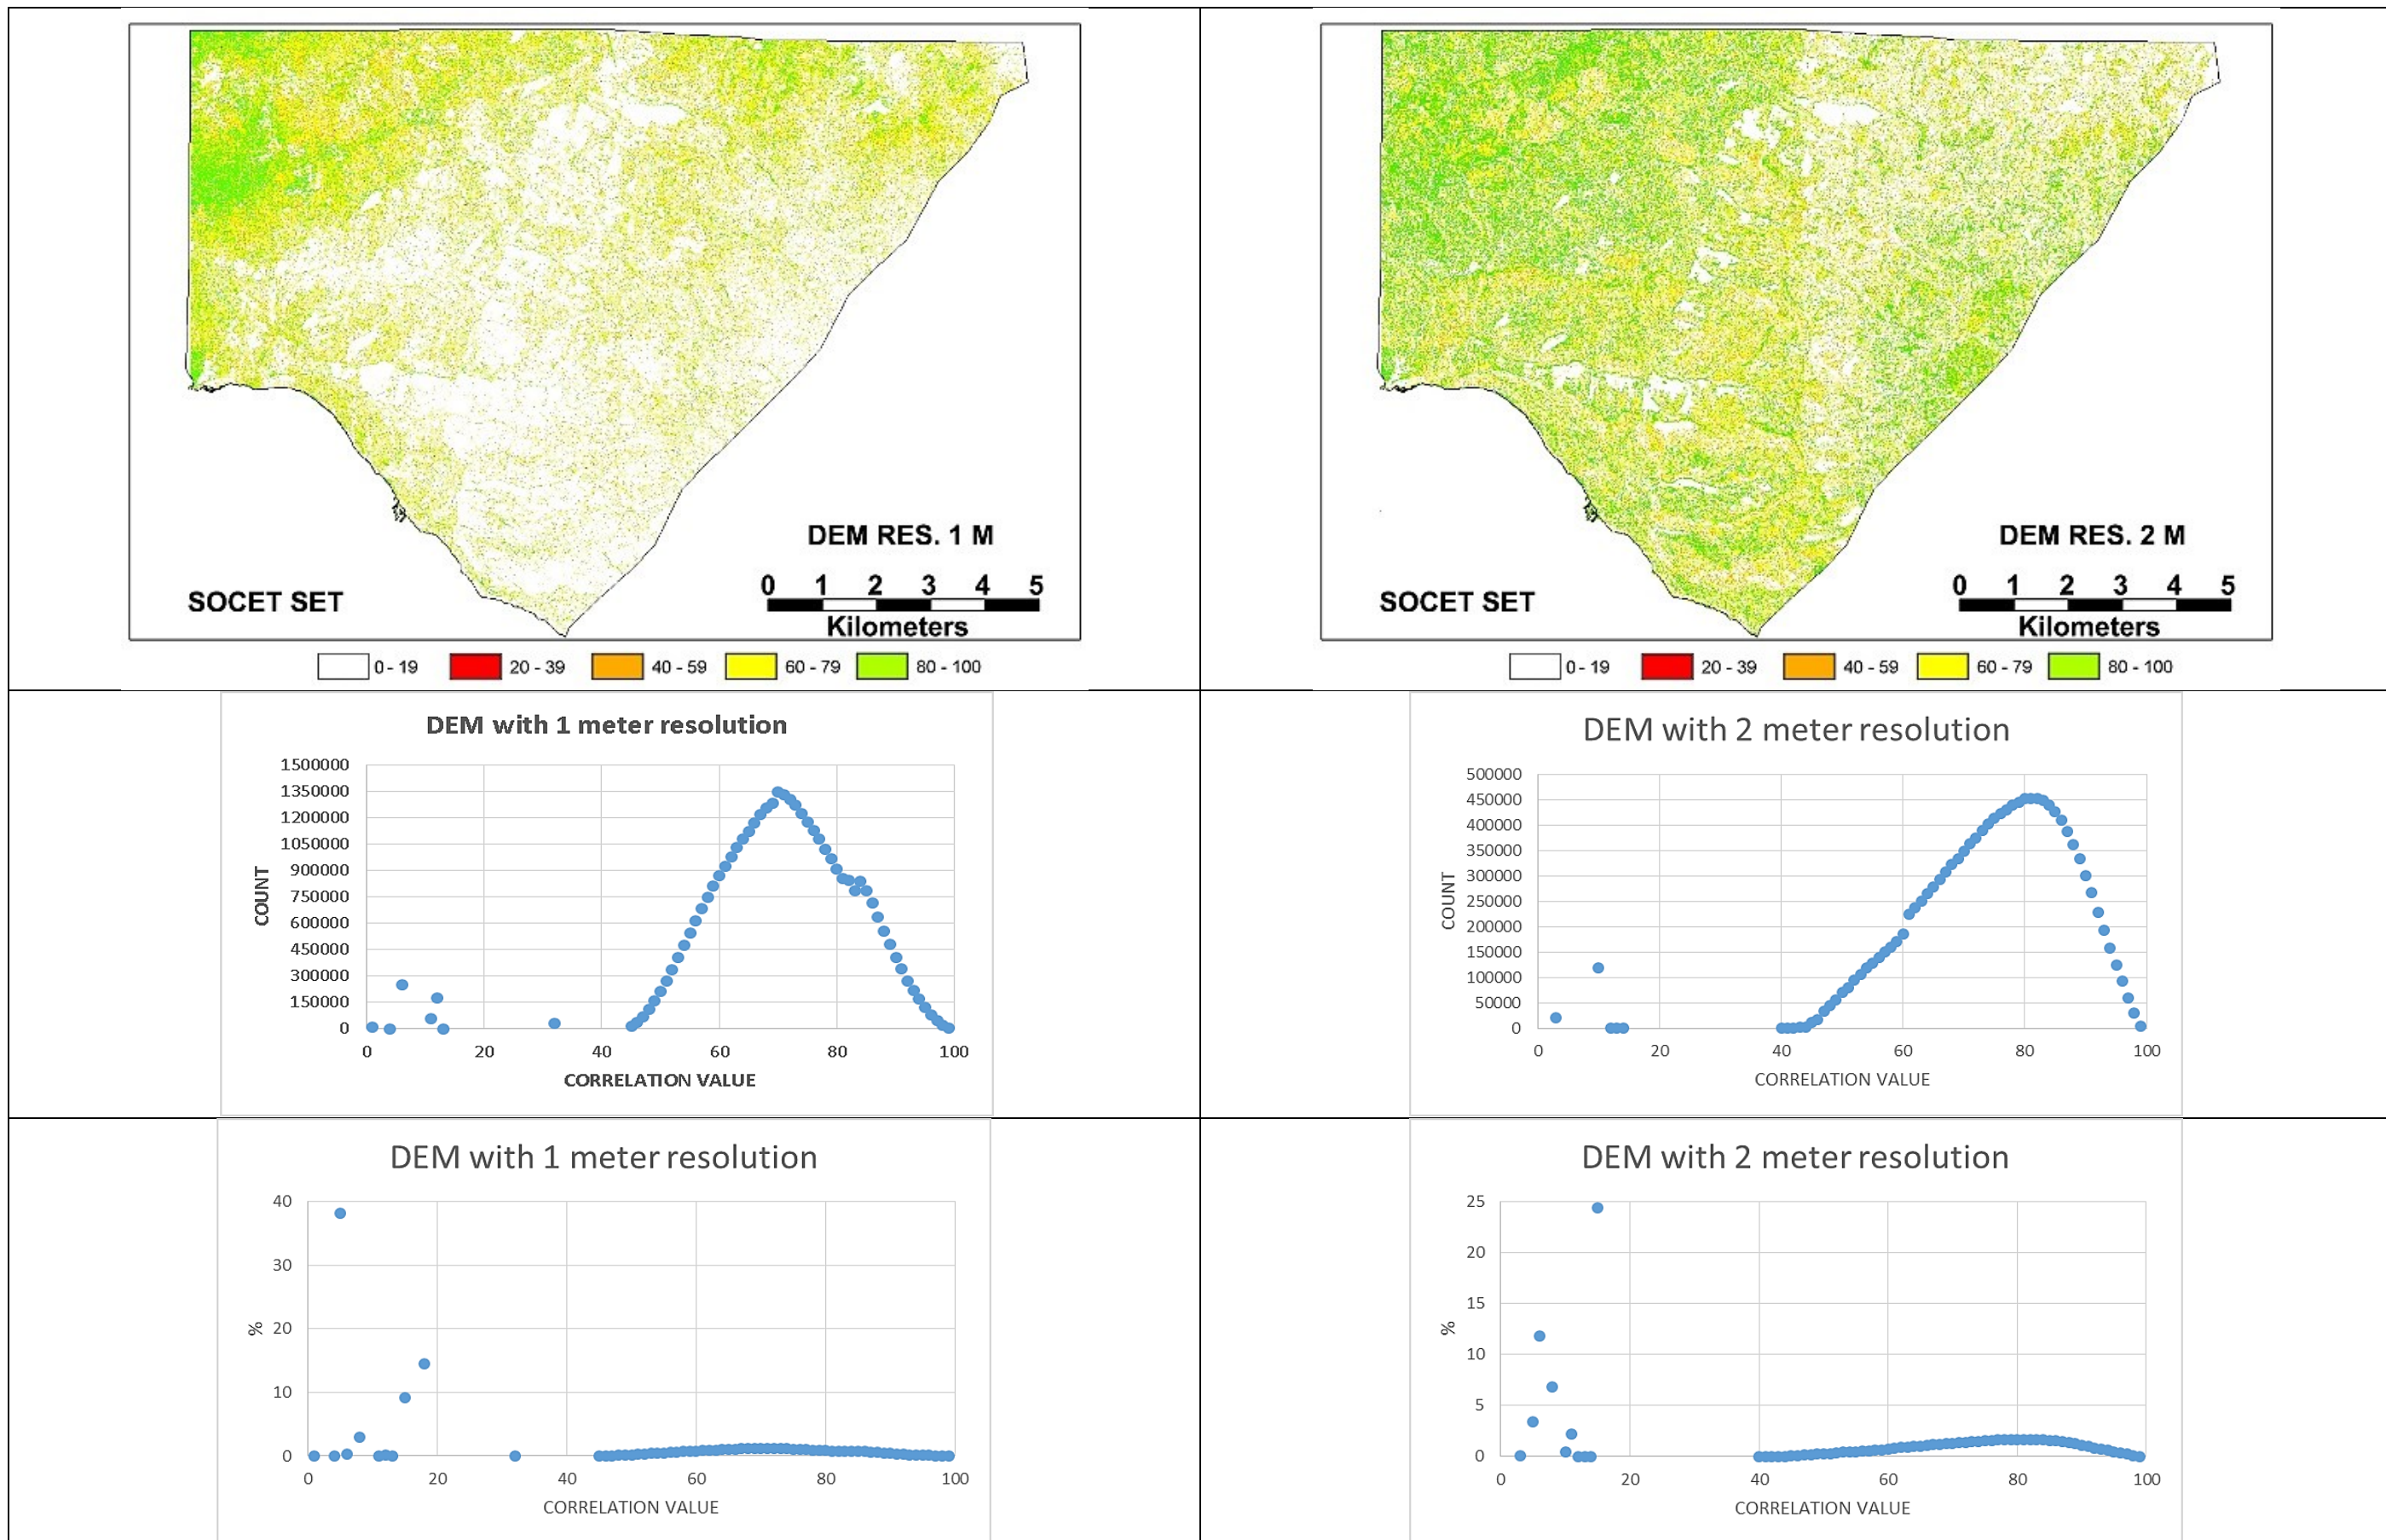 DEM RES. 1 M
0 1 2 3 4 5
SOCET SET
Kilometers
0 - 19 20 - 39 40 - 59 60 - 79 80 - 100
DEM RES. 2 M
0 1 2 3 4 5
SOCET SET
Kilometers
0 - 19 20 - 39 40 - 59 60 - 79 80 - 100
DEM with 1 meter resolution
1500000
1350000
1200000
1050000
900000
750000
600000
450000
300000
150000
0
COUNT
0 20 40 60 80 100
CORRELATION VALUE
DEM with 2 meter resolution
500000
450000
400000
350000
300000
250000
200000
150000
100000
50000
0
COUNT
0 20 40 60 80 100
CORRELATION VALUE
DEM with 1 meter resolution
40
30
20
10
0
%
0 20 40 60 80 100
CORRELATION VALUE
DEM with 2 meter resolution
25
20
15
10
5
0
%
0 20 40 60 80 100
CORRELATION VALUE